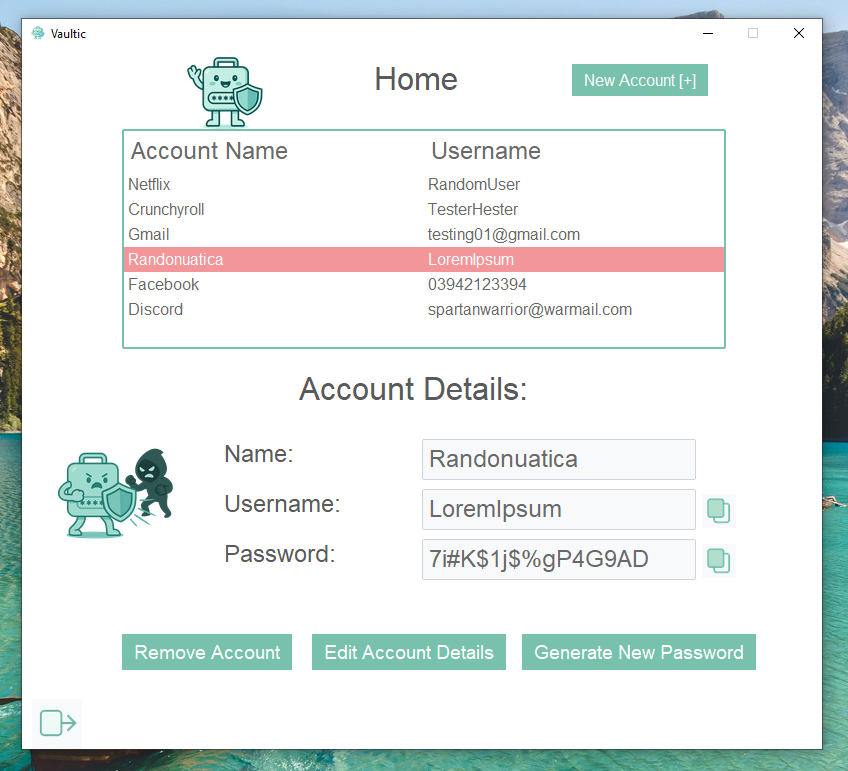 Vaultic
Home
New Account [+]
Account Name Username
Netflix RandomUser
Crunchyroll TesterHester
Gmail testing01@gmail.com
Randonuatica LoremIpsum
Facebook 03942123394
Discord spartanwarrior@warmail.com
Account Details:
Name: Randonuatica
Username: LoremIpsum
Password: 7i#K$1j$%gP4G9AD
Remove Account Edit Account Details Generate New Password